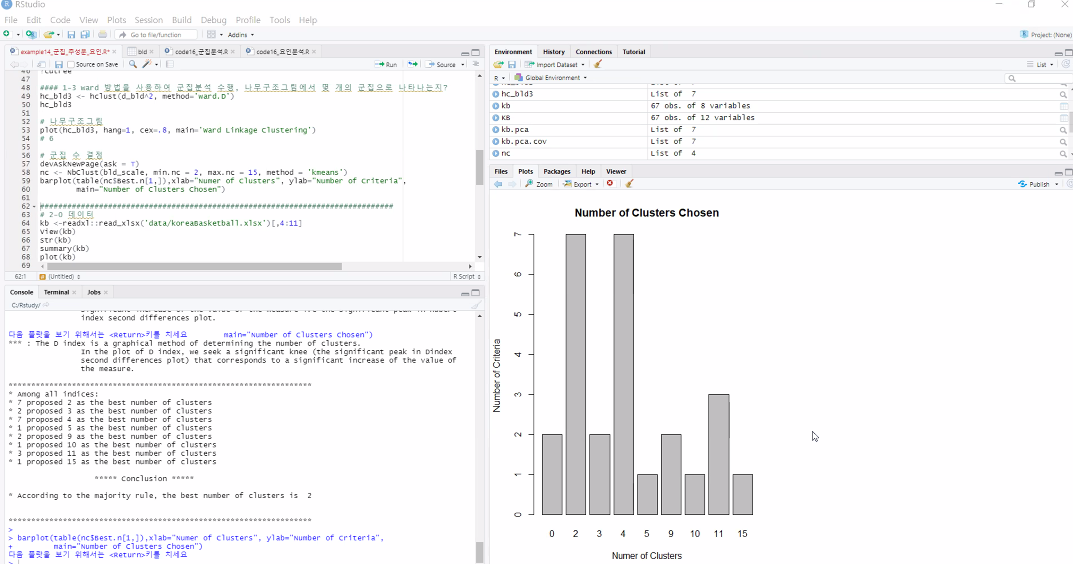 RStudio
File Edit Code View Plots Session Build Debug Profile Tools Help
Go to file/function Addins
Project: (None)
example14_군집_주성분_요인.R* bld code16_군집분석.R code16_요인분석.R
Source on Save Run Source
47
48 #### 1-3 ward 방법을 사용하여 군집분석 수행. 나무구조그림에서 몇 개의 군집으로 나타나는지?
49 hc_bld3 <- hclust(d_bld^2, method='ward.D')
50 hc_bld3
51
52 # 나무구조그림
53 plot(hc_bld3, hang=1, cex=.8, main='Ward Linkage Clustering')
54 # 6
55
56 # 군집 수 결정
57 devAskNewPage(ask = T)
58 nc <- NbClust(bld_scale, min.nc = 2, max.nc = 15, method = 'kmeans')
59 barplot(table(nc$Best.n[1,]),xlab="Numer of Clusters", ylab="Number of Criteria",
60 main="Number of Clusters Chosen")
61
62 ################################################################################
63 # 2-0 데이터
64 kb <-readxl::read_xlsx('data/koreaBasketball.xlsx')[,4:11]
65 View(kb)
66 str(kb)
67 summary(kb)
68 plot(kb)
69
62:1 (Untitled) R Script
Console Terminal Jobs
C:/Rstudy/
index second differences plot.
다음 플랏을 보기 위해서는 <Return>키를 치세요 main="Number of Clusters Chosen")
*** : The D index is a graphical method of determining the number of clusters.
In the plot of D index, we seek a significant knee (the significant peak in Dindex
second differences plot) that corresponds to a significant increase of the value of
the measure.
*******************************************************************
* Among all indices:
* 7 proposed 2 as the best number of clusters
* 2 proposed 3 as the best number of clusters
* 7 proposed 4 as the best number of clusters
* 1 proposed 5 as the best number of clusters
* 2 proposed 9 as the best number of clusters
* 1 proposed 10 as the best number of clusters
* 3 proposed 11 as the best number of clusters
* 1 proposed 15 as the best number of clusters
***** Conclusion *****
* According to the majority rule, the best number of clusters is 2
*******************************************************************
>
> barplot(table(nc$Best.n[1,]),xlab="Numer of Clusters", ylab="Number of Criteria",
+ main="Number of Clusters Chosen")
다음 플랏을 보기 위해서는 <Return>키를 치세요
>
Environment History Connections Tutorial
Import Dataset List
R Global Environment
hc_bld3 List of 7
kb 67 obs. of 8 variables
KB 67 obs. of 12 variables
kb.pca List of 7
kb.pca.cov List of 7
nc List of 4
Files Plots Packages Help Viewer
Zoom Export Publish
Number of Clusters Chosen
Number of Criteria
7
6
5
4
3
2
1
0
0 2 3 4 5 9 10 11 15
Numer of Clusters